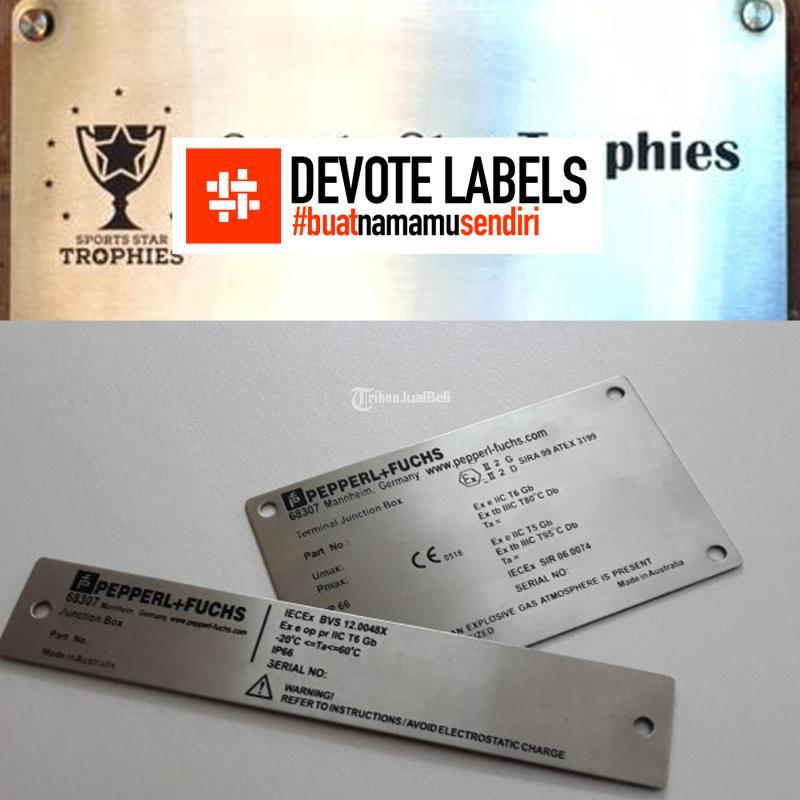 phies
SPORTS STAR
TROPHIES
DEVOTE LABELS
#buatnamamusendiri
TribunJualBeli
PEPPERL+FUCHS
68307 Mannheim, Germany www.pepperl-fuchs.com
Terminal Junction Box
Part No.:
Umax:
Pmax:
66
CE 0518
Ex II 2 G
II 2 D SIRA 99 ATEX 3199
Ex e IIC T6 Gb
Ex tb IIIC T80°C Db
Ta =
Ex e IIC T5 Gb
Ex tb IIIC T95°C Db
Ta =
IECEx SIR 06.0074
SERIAL NO:
AN EXPLOSIVE GAS ATMOSPHERE IS PRESENT
Made in Australia
PEPPERL+FUCHS
68307 Mannheim, Germany www.pepperl-fuchs.com
Junction Box
Part No.:
Made in Australia
IECEx BVS 12.0048X
Ex e op pr IIC T6 Gb
-20°C <=Ta<=60°C
IP66
SERIAL NO:
WARNING!
REFER TO INSTRUCTIONS/AVOID ELECTROSTATIC CHARGE